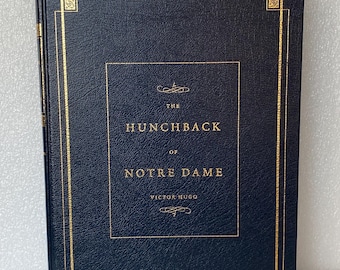 THE
HUNCHBACK
OF
NOTRE DAME
VICTOR HUGO